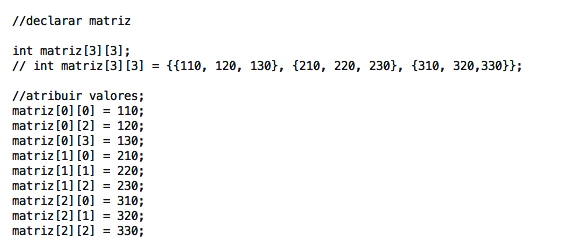 //declarar matriz
int matriz[3][3];
// int matriz[3][3] = {{110, 120, 130}, {210, 220, 230}, {310, 320,330}};
//atribuir valores;
matriz[0][0] = 110;
matriz[0][2] = 120;
matriz[0][3] = 130;
matriz[1][0] = 210;
matriz[1][1] = 220;
matriz[1][2] = 230;
matriz[2][0] = 310;
matriz[2][1] = 320;
matriz[2][2] = 330;